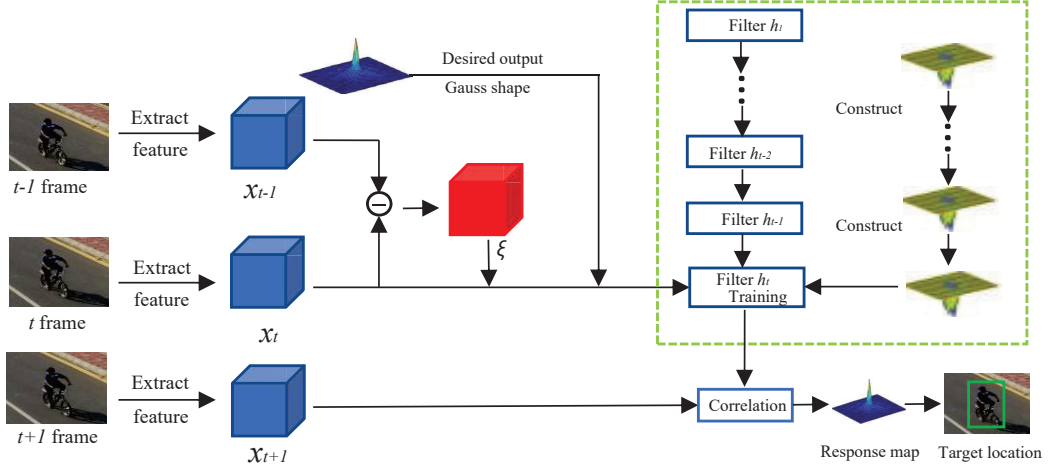 Filter h1
Desired output
Gauss shape
Extract
feature
Construct
t-1 frame
xt-1
Filter ht-2
Filter ht-1
Construct
ξ
Extract
feature
Filter ht
Training
t frame
xt
Extract
feature
Correlation
t+1 frame
xt+1
Response map
Target location